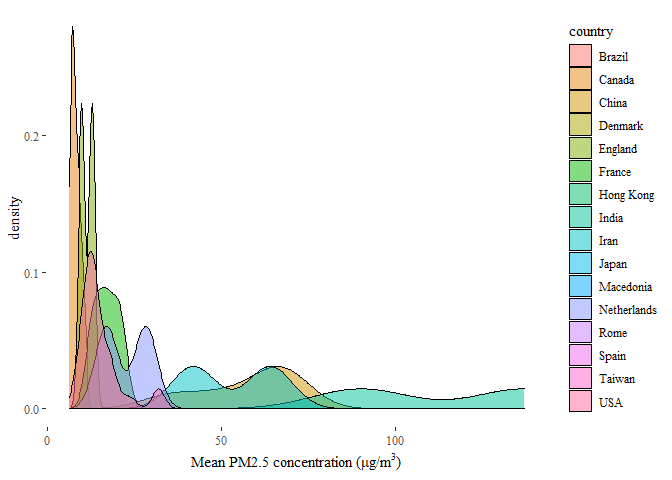 country
Brazil
Canada
China
Denmark
England
France
Hong Kong
India
Iran
Japan
Macedonia
Netherlands
Rome
Spain
Taiwan
USA
density
0.2
0.1
0.0
0 50 100
Mean PM2.5 concentration (μg/m³)